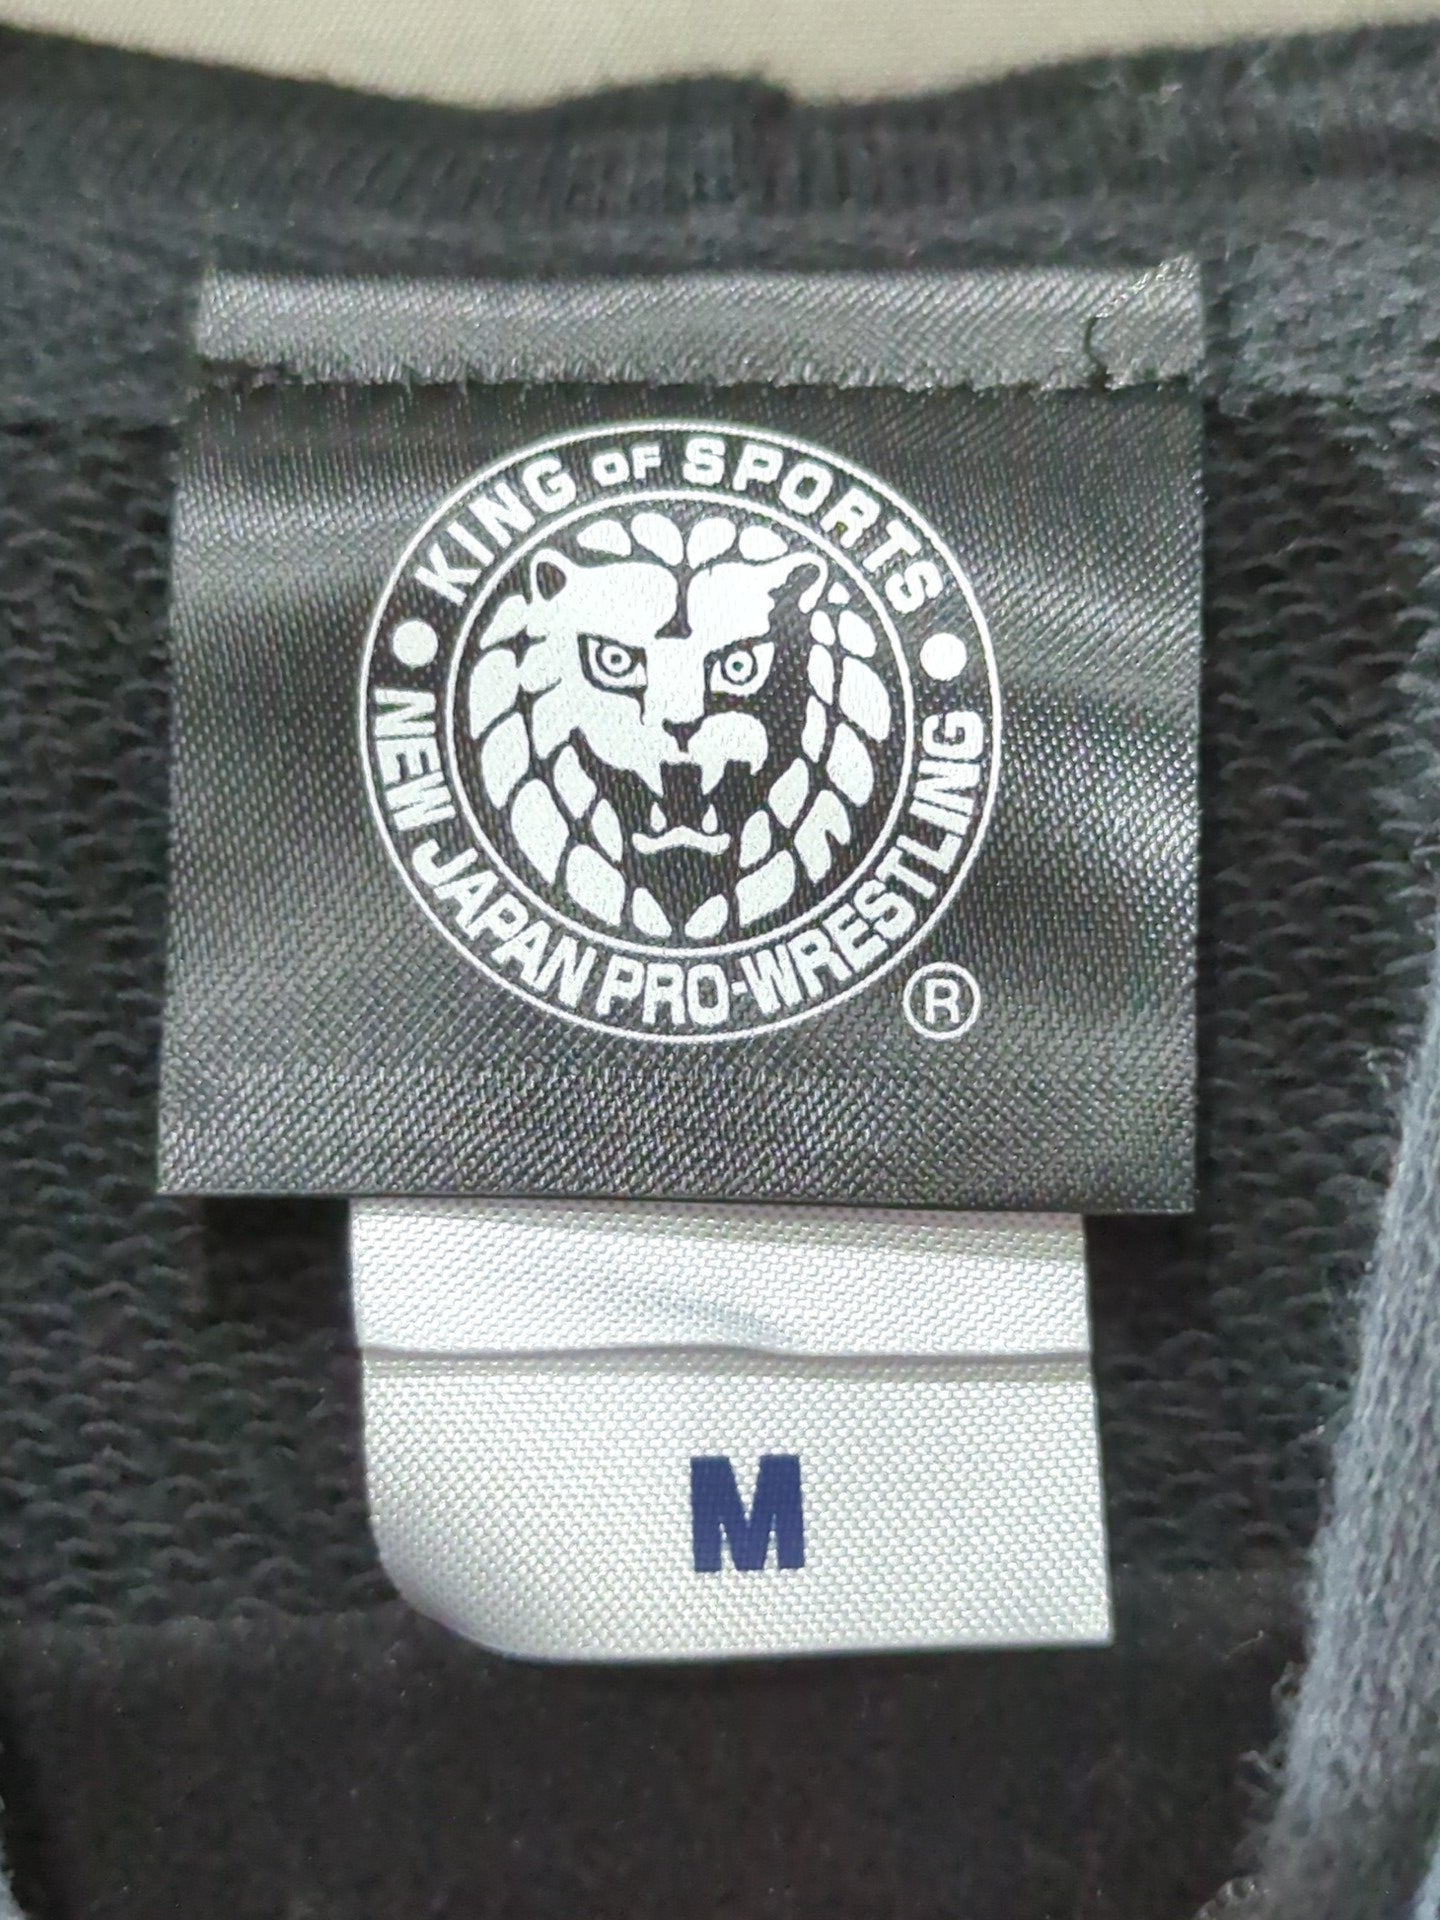 KING OF SPORTS
NEW JAPAN PRO-WRESTLING
®
M